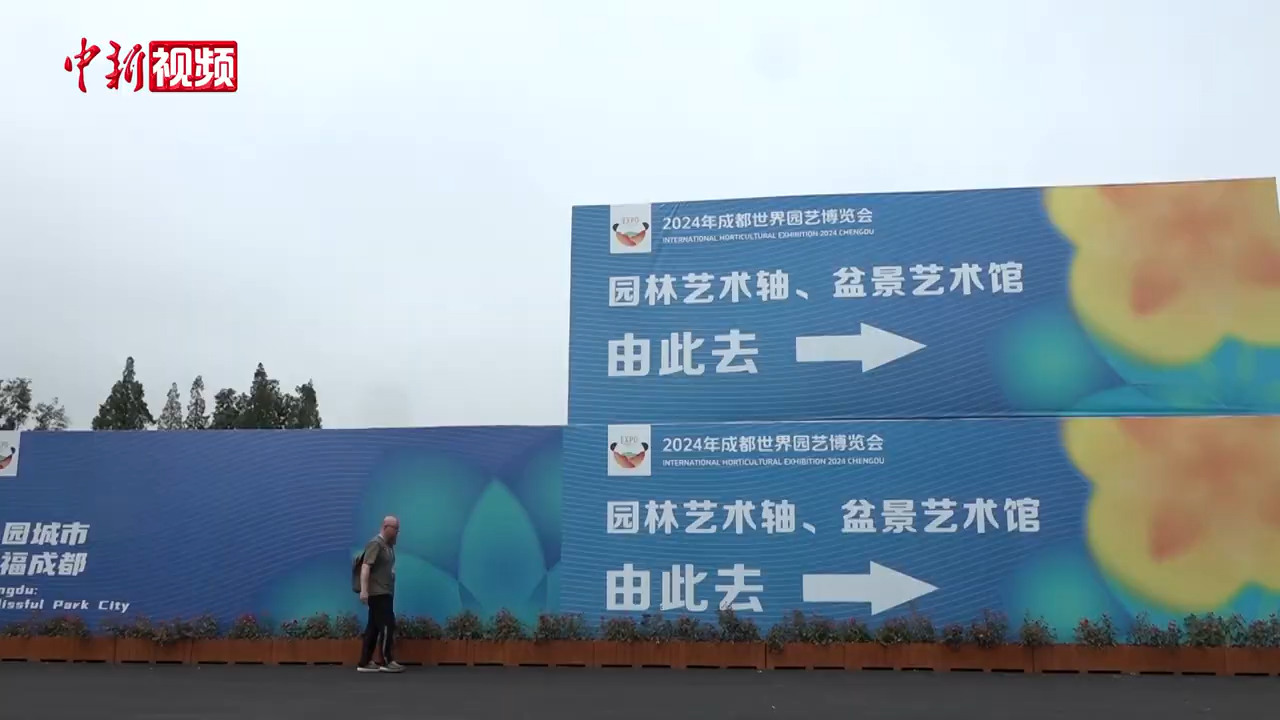 中新视频
EXPO
2024年成都世界园艺博览会
INTERNATIONAL HORTICULTURAL EXHIBITION 2024 CHENGDU
园林艺术轴、盆景艺术馆
由此去
EXPO
2024年成都世界园艺博览会
INTERNATIONAL HORTICULTURAL EXHIBITION 2024 CHENGDU
园林艺术轴、盆景艺术馆
由此去
园城市
福成都
ngdu:
lissful Park City